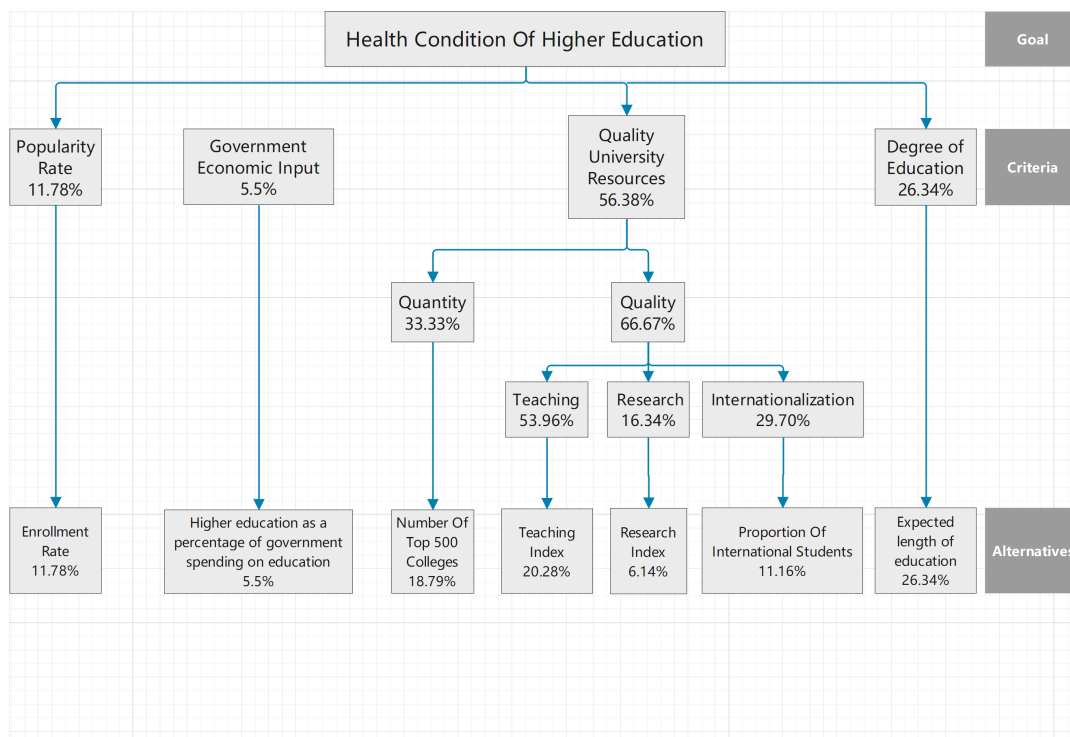 Health Condition Of Higher Education
Goal
Popularity
Rate
11.78%
Government
Economic Input
5.5%
Quality
University
Resources
56.38%
Degree of
Education
26.34%
Criteria
Quantity
33.33%
Quality
66.67%
Teaching
53.96%
Research
16.34%
Internationalization
29.70%
Enrollment
Rate
11.78%
Higher education as a
percentage of government
spending on education
5.5%
Number Of
Top 500
Colleges
18.79%
Teaching
Index
20.28%
Research
Index
6.14%
Proportion Of
International Students
11.16%
Expected
length of
education
26.34%
Alternatives